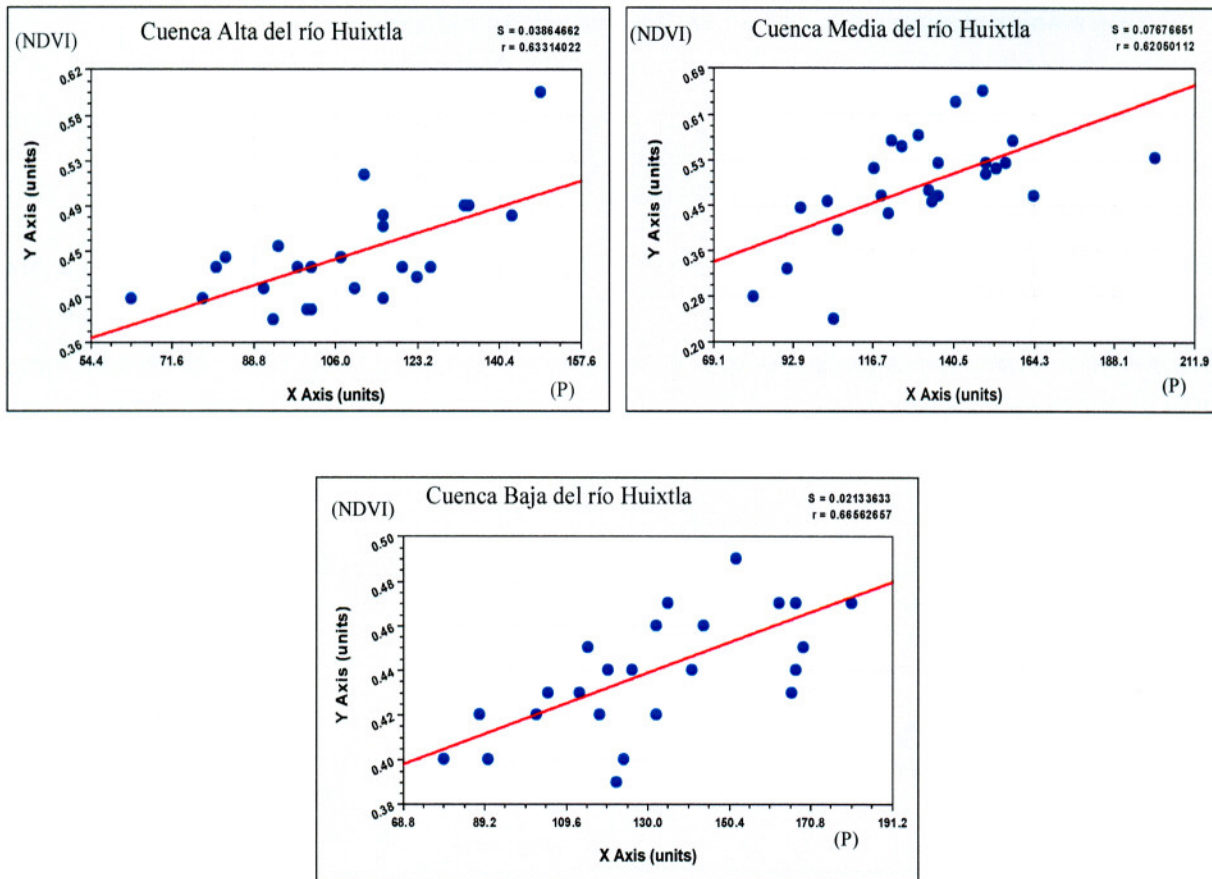 (NDVI) Cuenca Alta del río Huixtla
S = 0.03864662
r = 0.63314022
Y Axis (units)
0.62
0.58
0.53
0.49
0.45
0.40
0.36
54.4 71.6 88.8 106.0 123.2 140.4 157.6
X Axis (units) (P)
(NDVI) Cuenca Media del río Huixtla
S = 0.07676651
r = 0.62050112
Y Axis (units)
0.69
0.61
0.53
0.45
0.36
0.28
0.20
69.1 92.9 116.7 140.6 164.3 188.1 211.9
X Axis (units) (P)
(NDVI) Cuenca Baja del río Huixtla
S = 0.02133633
r = 0.66562657
Y Axis (units)
0.50
0.48
0.46
0.44
0.42
0.40
0.38
68.8 89.2 109.6 130.0 160.4 170.8 191.2
X Axis (units) (P)